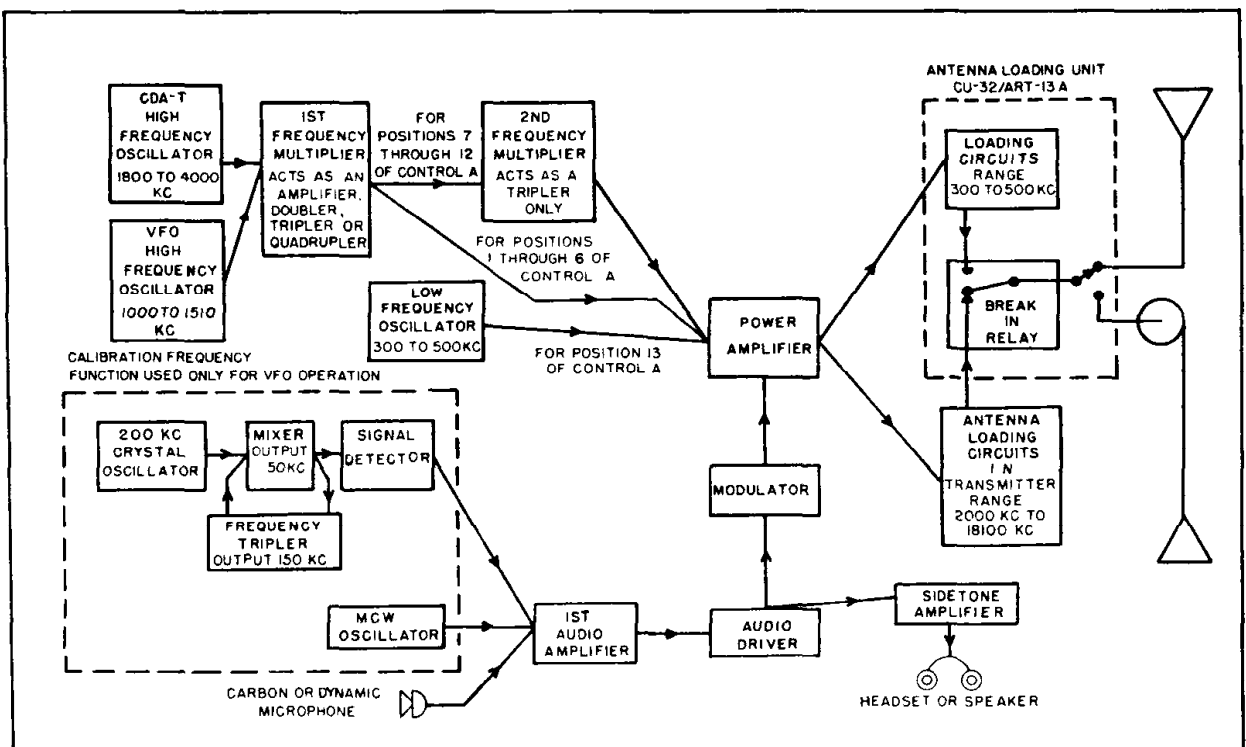 CDA-T
HIGH
FREQUENCY
OSCILLATOR
1800 TO 4000
KC
VFO
HIGH
FREQUENCY
OSCILLATOR
1000 TO 1510
KC
1ST
FREQUENCY
MULTIPLIER
ACTS AS AN
AMPLIFIER,
DOUBLER,
TRIPLER OR
QUADRUPLER
FOR
POSITIONS 7
THROUGH 12
OF CONTROL A
2ND
FREQUENCY
MULTIPLIER
ACTS AS A
TRIPLER
ONLY
FOR POSITIONS
1 THROUGH 6 OF
CONTROL A
LOW
FREQUENCY
OSCILLATOR
300 TO 500KC
FOR POSITION 13
OF CONTROL A
POWER
AMPLIFIER
ANTENNA LOADING UNIT
CU-32/ART-13A
LOADING
CIRCUITS
RANGE
300 TO 500 KC
BREAK
IN
RELAY
ANTENNA
LOADING
CIRCUITS
IN
TRANSMITTER
RANGE
2000 KC TO
18100 KC
CALIBRATION FREQUENCY
FUNCTION USED ONLY FOR VFO OPERATION
200 KC
CRYSTAL
OSCILLATOR
MIXER
OUTPUT
50KC
SIGNAL
DETECTOR
FREQUENCY
TRIPLER
OUTPUT 150 KC
MCW
OSCILLATOR
CARBON OR DYNAMIC
MICROPHONE
1ST
AUDIO
AMPLIFIER
MODULATOR
AUDIO
DRIVER
SIDETONE
AMPLIFIER
HEADSET OR SPEAKER